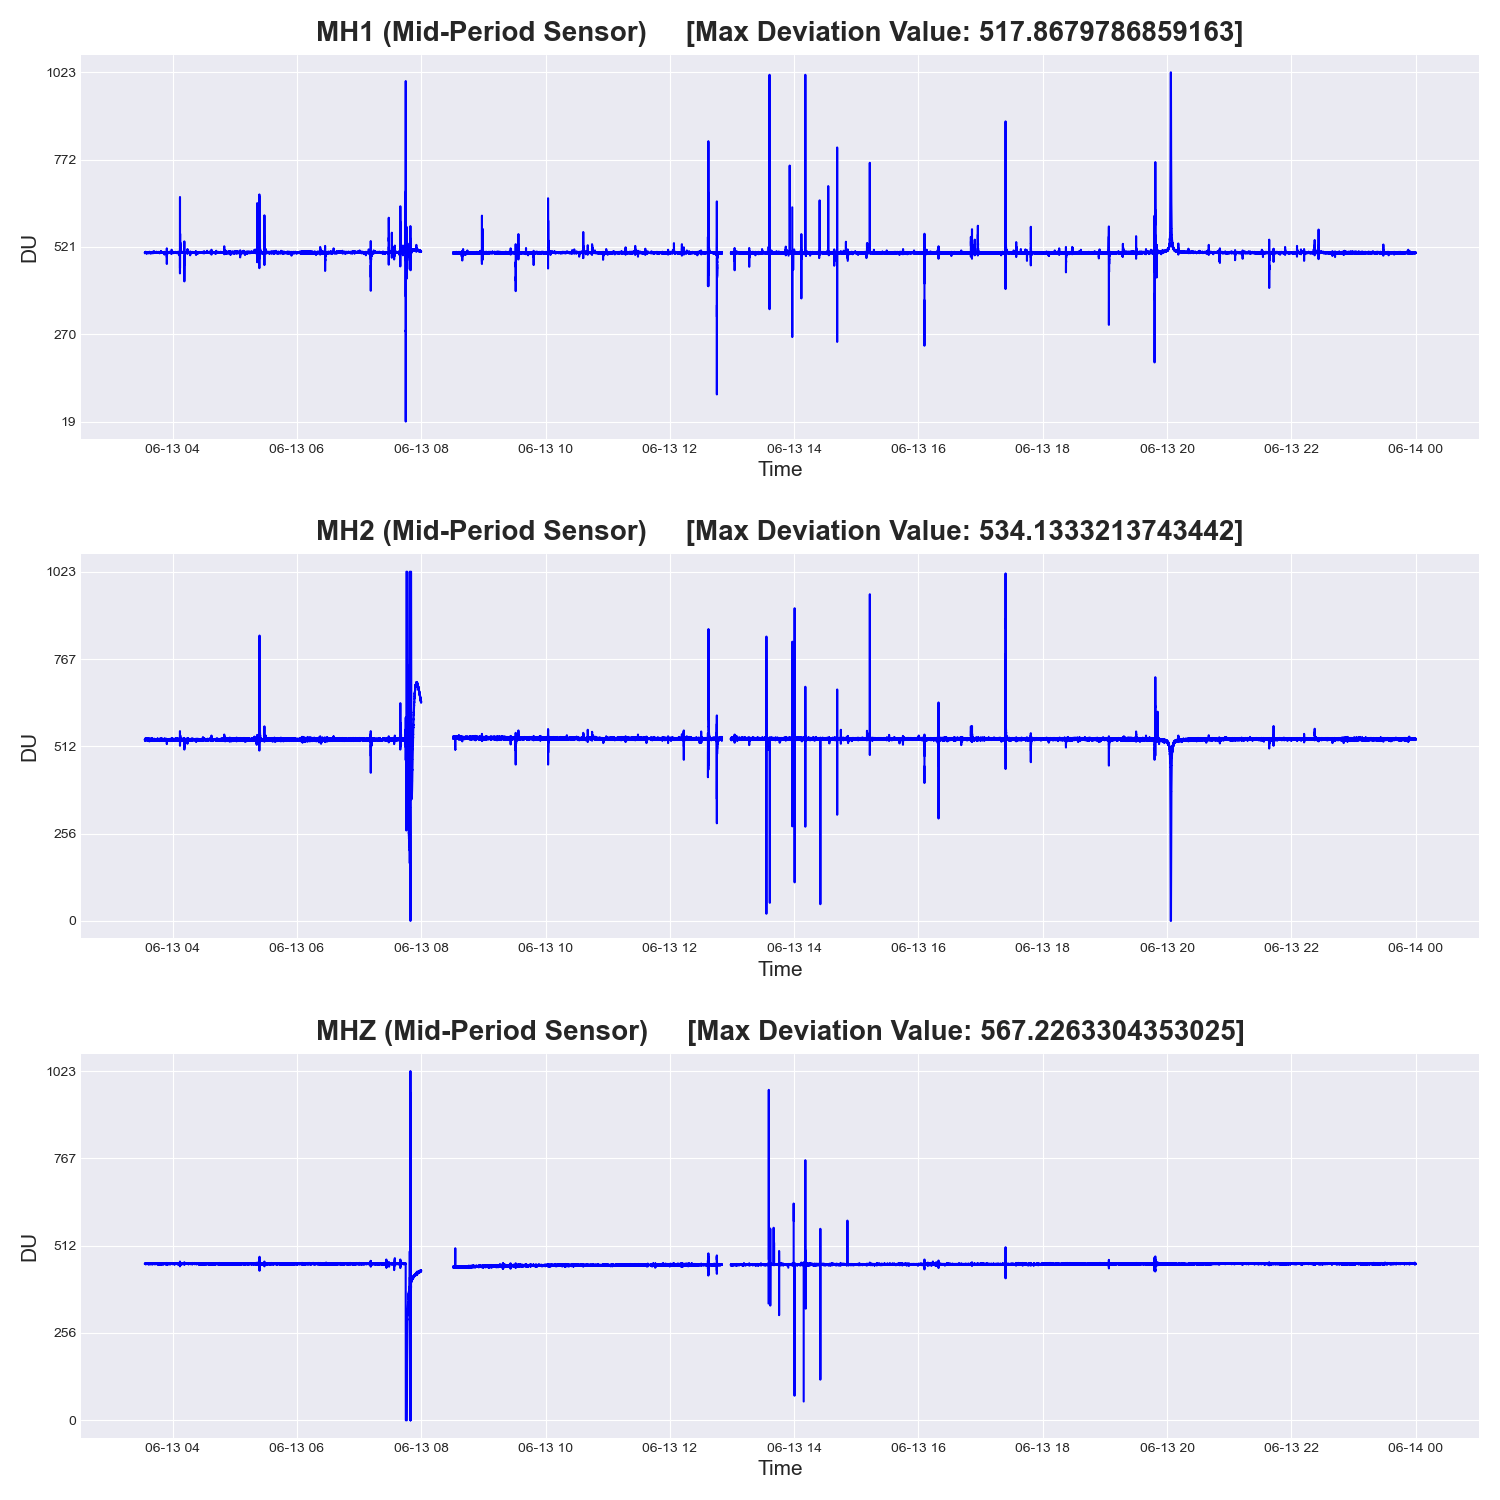 MH1 (Mid-Period Sensor) [Max Deviation Value: 517.8679786859163]
1023
772
521
270
19
DU
06-13 04 06-13 06 06-13 08 06-13 10 06-13 12 06-13 14 06-13 16 06-13 18 06-13 20 06-13 22 06-14 00
Time
MH2 (Mid-Period Sensor) [Max Deviation Value: 534.1333213743442]
1023
767
512
256
0
DU
06-13 04 06-13 06 06-13 08 06-13 10 06-13 12 06-13 14 06-13 16 06-13 18 06-13 20 06-13 22 06-14 00
Time
MHZ (Mid-Period Sensor) [Max Deviation Value: 567.2263304353025]
1023
767
512
256
0
DU
06-13 04 06-13 06 06-13 08 06-13 10 06-13 12 06-13 14 06-13 16 06-13 18 06-13 20 06-13 22 06-14 00
Time